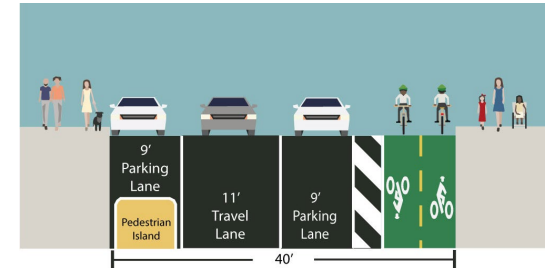 9'
Parking
Lane
Pedestrian
Island
11'
Travel
Lane
9'
Parking
Lane
40'